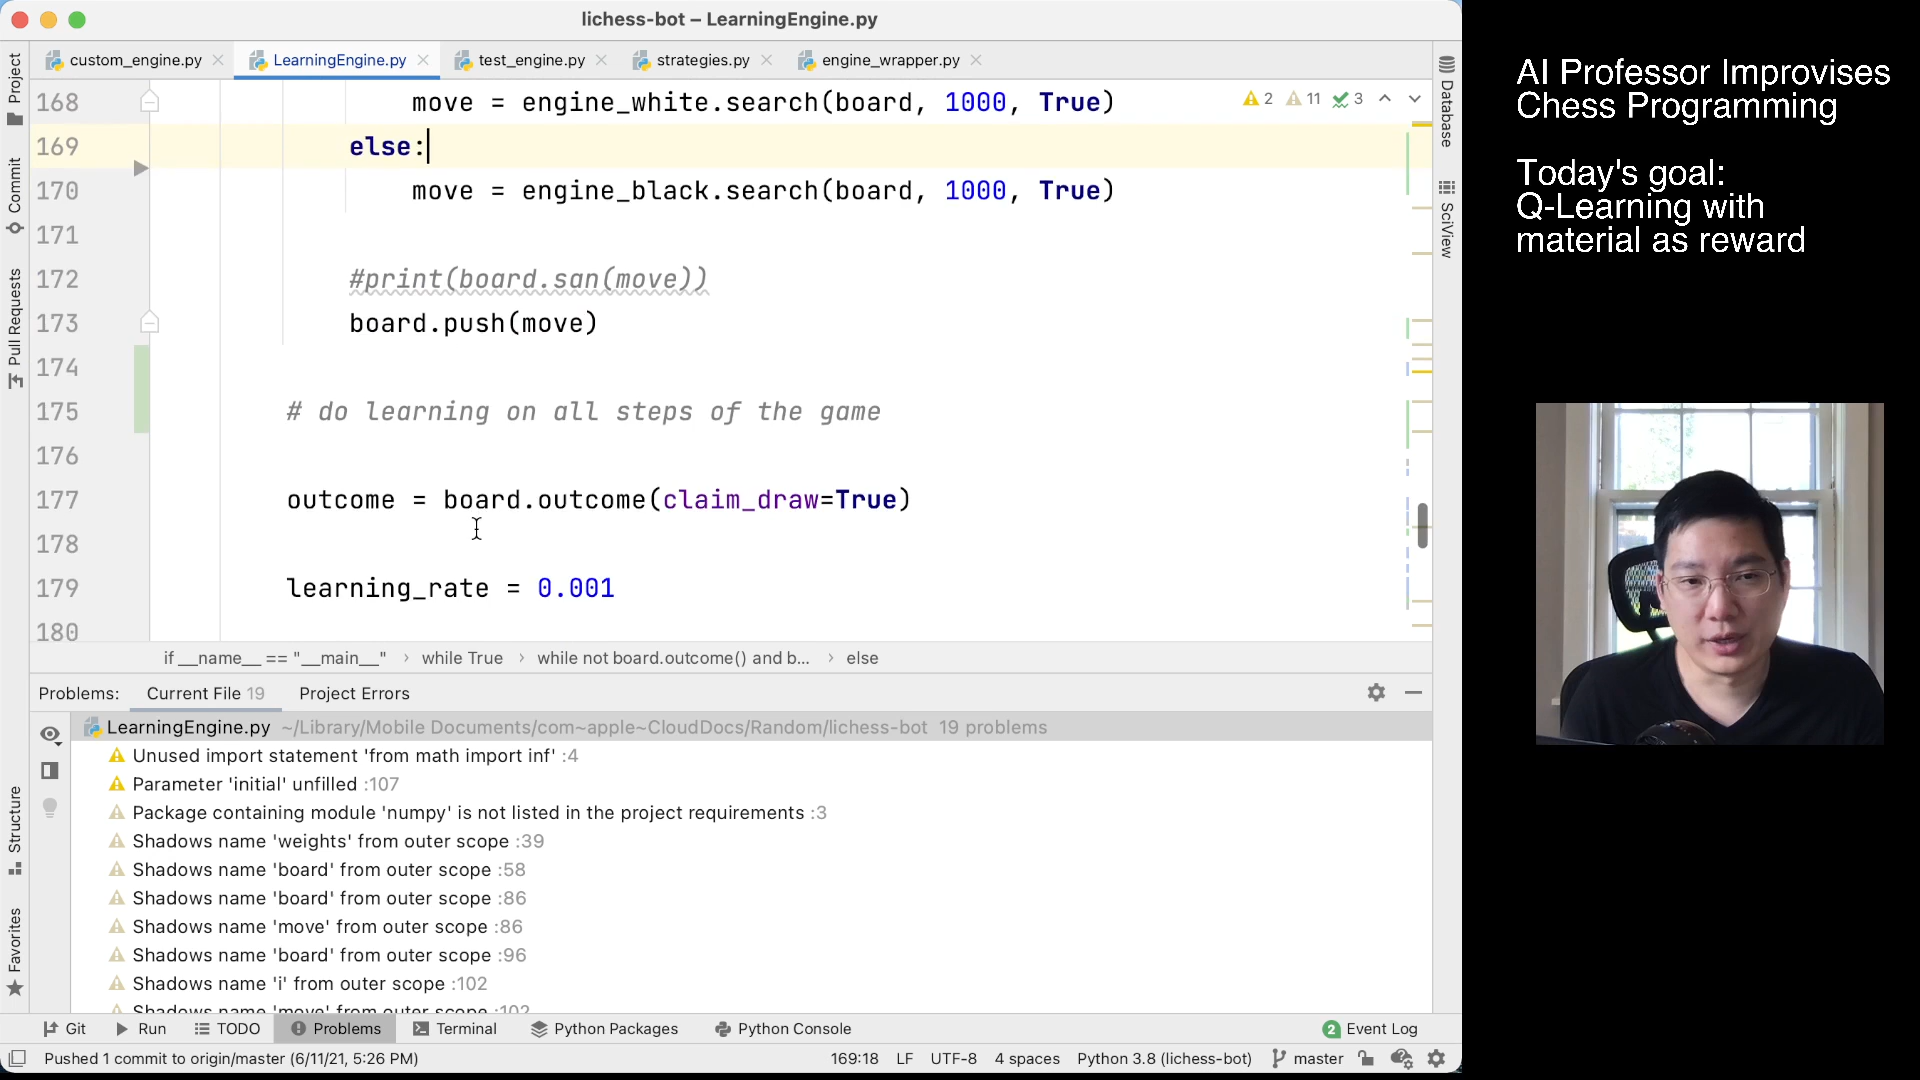 lichess-bot – LearningEngine.py
custom_engine.py
LearningEngine.py
test_engine.py
strategies.py
engine_wrapper.py
Project
Commit
Pull Requests
Structure
Favorites
Database
SciView
2 11 3
168 move = engine_white.search(board, 1000, True)
169 else:
170 move = engine_black.search(board, 1000, True)
171
172 #print(board.san(move))
173 board.push(move)
174
175 # do learning on all steps of the game
176
177 outcome = board.outcome(claim_draw=True)
178
179 learning_rate = 0.001
180
if __name__ == "__main__" › while True › while not board.outcome() and b... › else
Problems: Current File 19 Project Errors
LearningEngine.py ~/Library/Mobile Documents/com~apple~CloudDocs/Random/lichess-bot 19 problems
Unused import statement 'from math import inf' :4
Parameter 'initial' unfilled :107
Package containing module 'numpy' is not listed in the project requirements :3
Shadows name 'weights' from outer scope :39
Shadows name 'board' from outer scope :58
Shadows name 'board' from outer scope :86
Shadows name 'move' from outer scope :86
Shadows name 'board' from outer scope :96
Shadows name 'i' from outer scope :102
Shadows name 'move' from outer scope :102
Git Run TODO Problems Terminal Python Packages Python Console 2 Event Log
Pushed 1 commit to origin/master (6/11/21, 5:26 PM) 169:18 LF UTF-8 4 spaces Python 3.8 (lichess-bot) master
AI Professor Improvises
Chess Programming
Today's goal:
Q-Learning with
material as reward